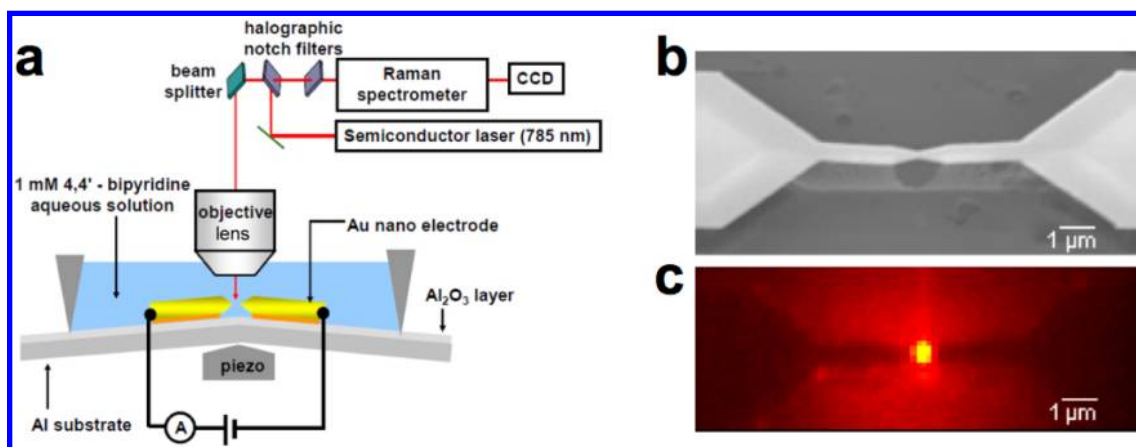 a
halographic
notch filters
beam
splitter
Raman
spectrometer
CCD
Semiconductor laser (785 nm)
1 mM 4,4' - bipyridine
aqueous solution
objective
lens
Au nano electrode
Al2O3 layer
piezo
Al substrate
A
b
1 μm
c
1 μm